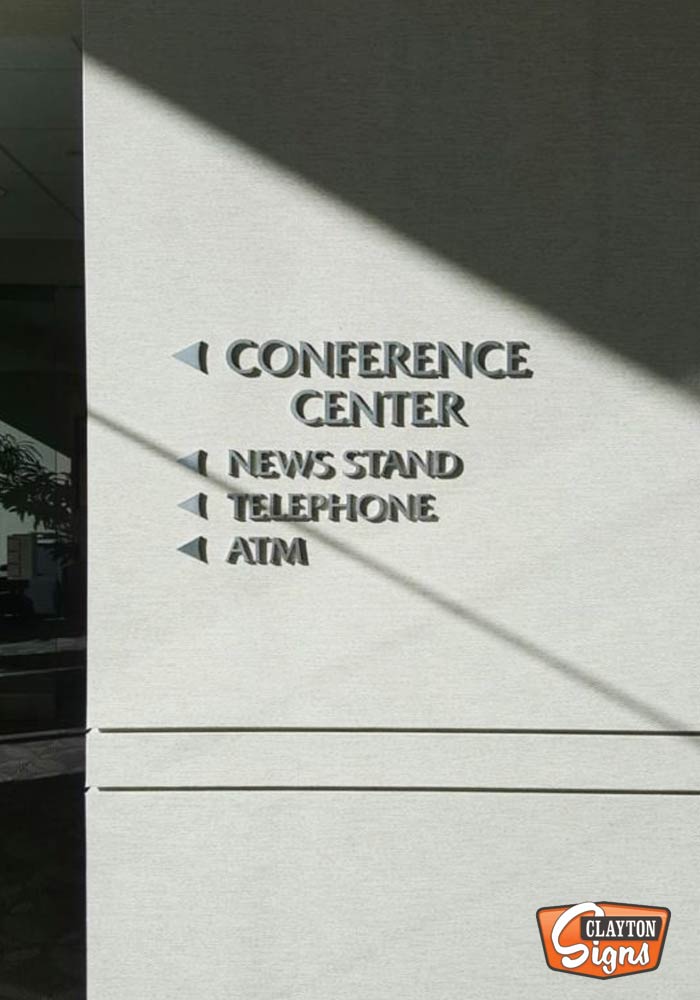 CONFERENCE
CENTER
NEWS STAND
TELEPHONE
ATM
CLAYTON
Signs